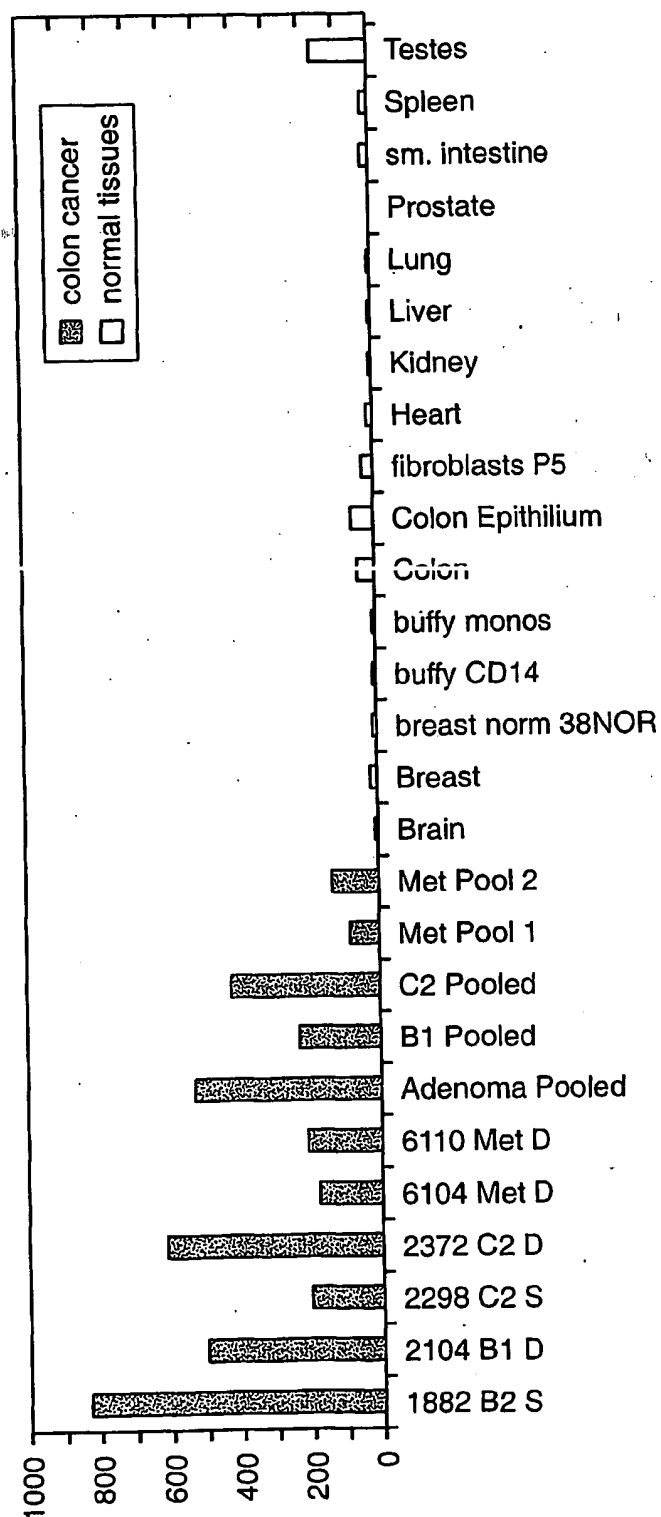 Testes
Spleen
sm. intestine
Prostate
Lung
Liver
Kidney
Heart
fibroblasts P5
Colon Epithilium
Colon
buffy monos
buffy CD14
breast norm 38NOR
Breast
Brain
Met Pool 2
Met Pool 1
C2 Pooled
B1 Pooled
Adenoma Pooled
6110 Met D
6104 Met D
2372 C2 D
2298 C2 S
2104 B1 D
1882 B2 S
colon cancer
normal tissues
1000
800
600
400
200
0